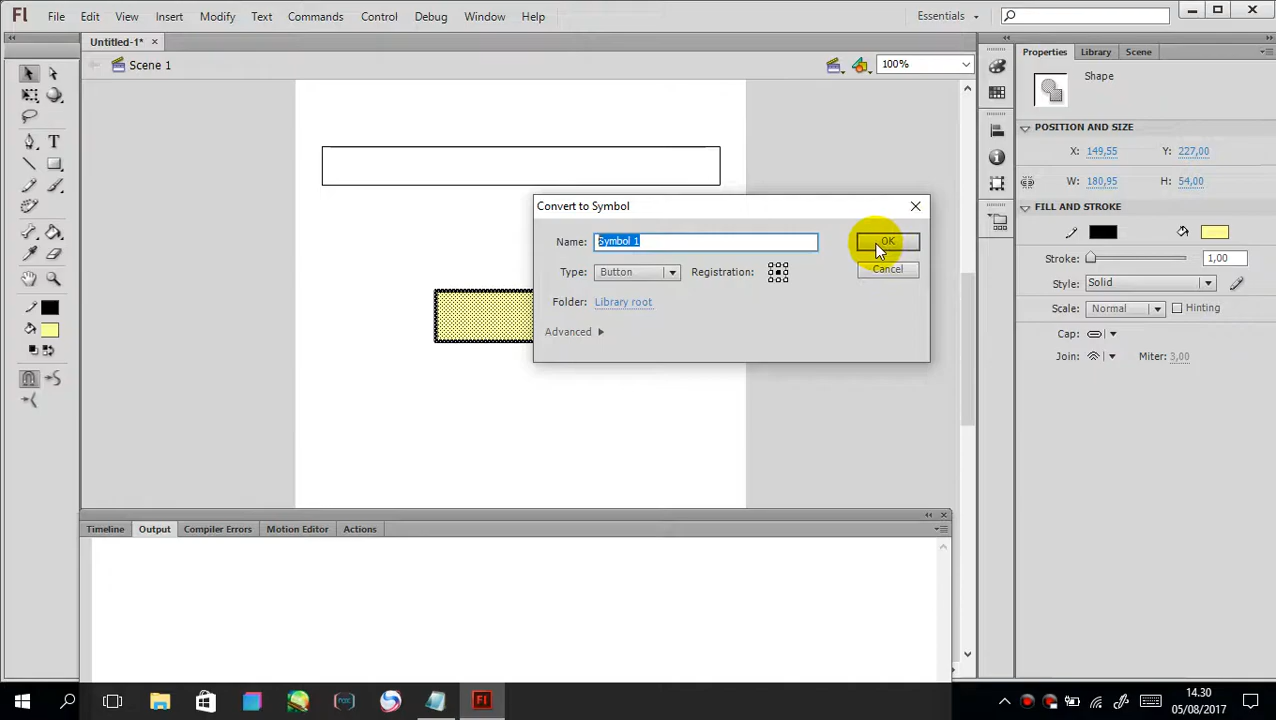 Fl File Edit View Insert Modify Text Commands Control Debug Window Help Essentials
Untitled-1* Properties Library Scene
Scene 1 100%
Shape
POSITION AND SIZE
X: 149,55 Y: 227,00
W: 180,95 H: 54,00
Convert to Symbol
FILL AND STROKE
Name: Symbol 1 OK
Stroke: 1,00
Type: Button Registration: Cancel
Style: Solid
Folder: Library root
Scale: Normal Hinting
Advanced
Cap:
Join: Miter: 3,00
Timeline Output Compiler Errors Motion Editor Actions
Fl
14.30
05/08/2017